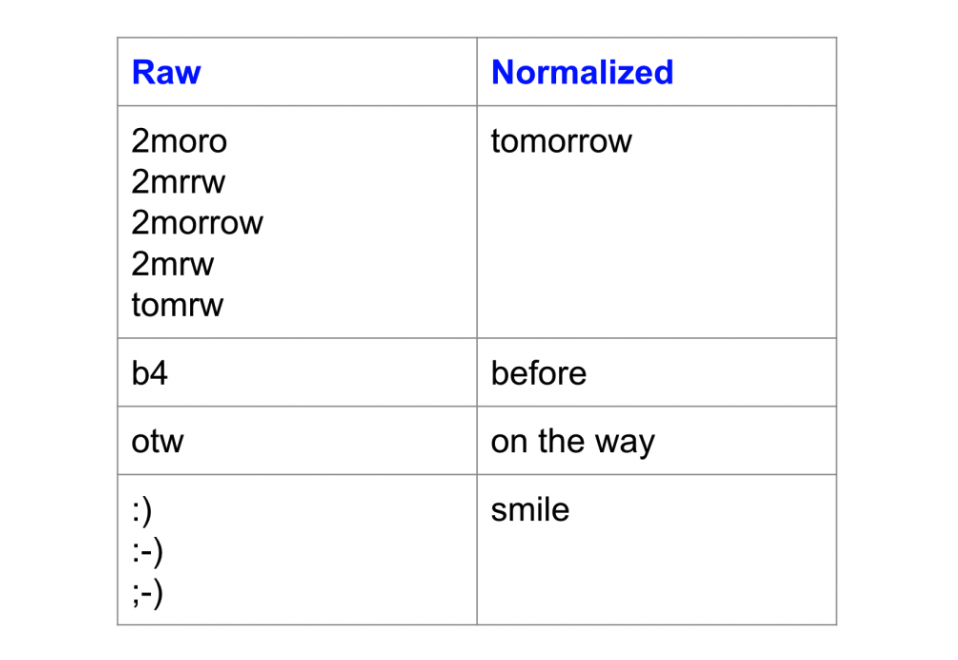 Raw Normalized
2moro tomorrow
2mrrw
2morrow
2mrw
tomrw
b4 before
otw on the way
:) smile
:-)
;-)